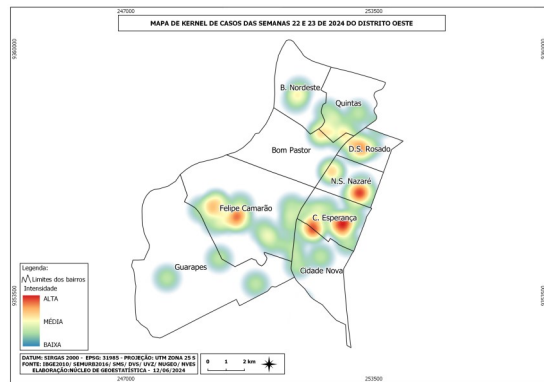 MAPA DE KERNEL DE CASOS DAS SEMANAS 22 E 23 DE 2024 DO DISTRITO OESTE
247000 253500
9360000 9360000
B. Nordeste
Quintas
Bom Pastor
D.S. Rosado
N.S. Nazaré
Felipe Camarão
C. Esperança
Guarapes
Cidade Nova
9353500
Legenda:
Limites dos bairros
Intensidade
ALTA
MÉDIA
BAIXA
DATUM: SIRGAS 2000 - EPSG: 31985 - PROJEÇÃO: UTM ZONA 25 S
FONTE: IBGE2010/ SEMURB2016/ SMS/ DVS/ UVZ/ NUGEO/ NVES
ELABORAÇÃO:NÚCLEO DE GEOESTATÍSTICA - 12/06/2024
0 1 2 km
247000 253500